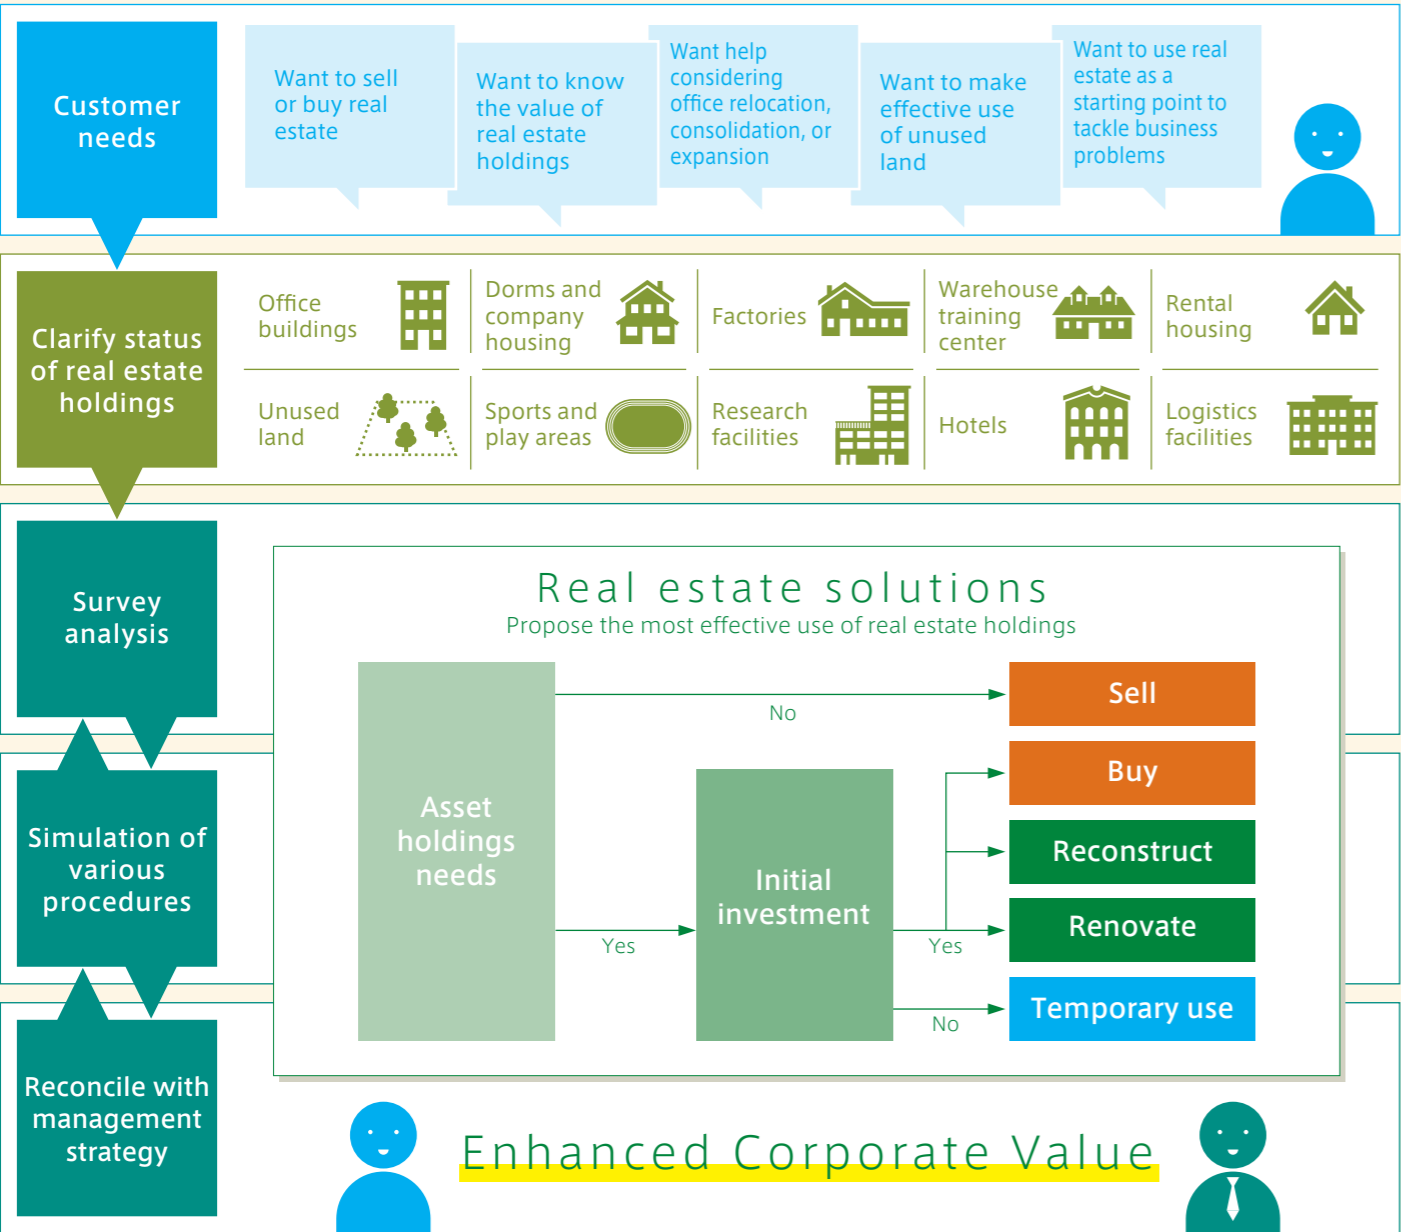 Customer
needs
Want to sell
or buy real
estate
Want to know
the value of
real estate
holdings
Want help
considering
office relocation,
consolidation, or
expansion
Want to make
effective use
of unused
land
Want to use real
estate as a
starting point to
tackle business
problems
Clarify status
of real estate
holdings
Office
buildings
Dorms and
company
housing
Factories
Warehouse
training
center
Rental
housing
Unused
land
Sports and
play areas
Research
facilities
Hotels
Logistics
facilities
Survey
analysis
Simulation of
various
procedures
Reconcile with
management
strategy
Real estate solutions
Propose the most effective use of real estate holdings
Asset
holdings
needs
No
Yes
Initial
investment
Yes
No
Sell
Buy
Reconstruct
Renovate
Temporary use
Enhanced Corporate Value